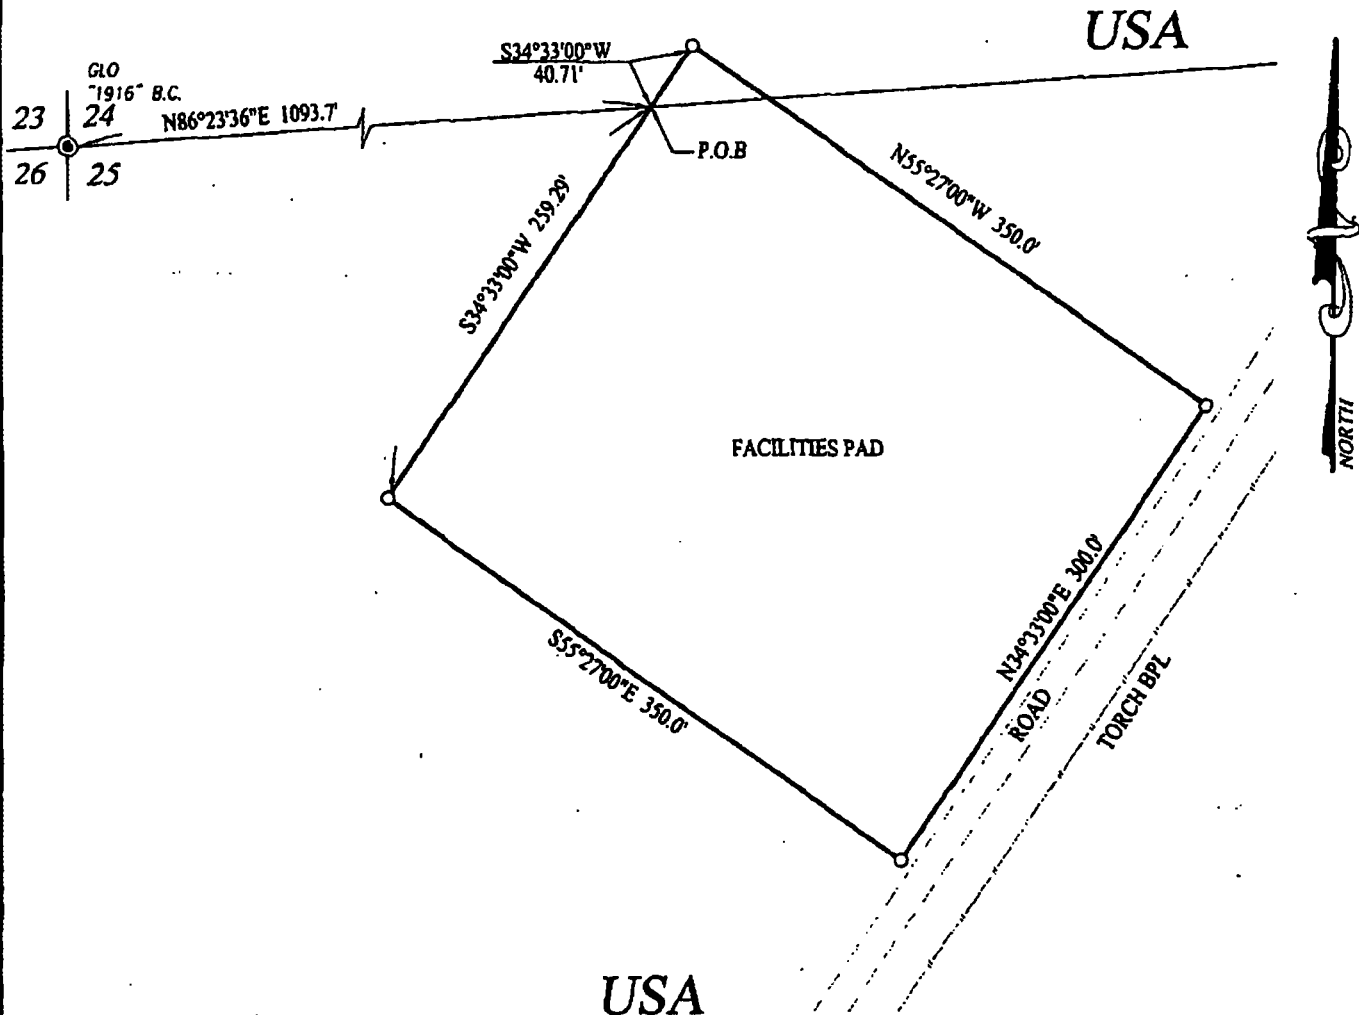 USA
S34°33'00"W
40.71'
GLO
"1916" B.C.
23 24
N86°23'36"E 1093.7'
26 25
P.O.B
N55°27'00"W 350.0'
S34°33'00"W 259.29'
FACILITIES PAD
NORTH
N34°33'00"E 300.0'
S55°27'00"E 350.0'
ROAD
TORCH BPL
USA